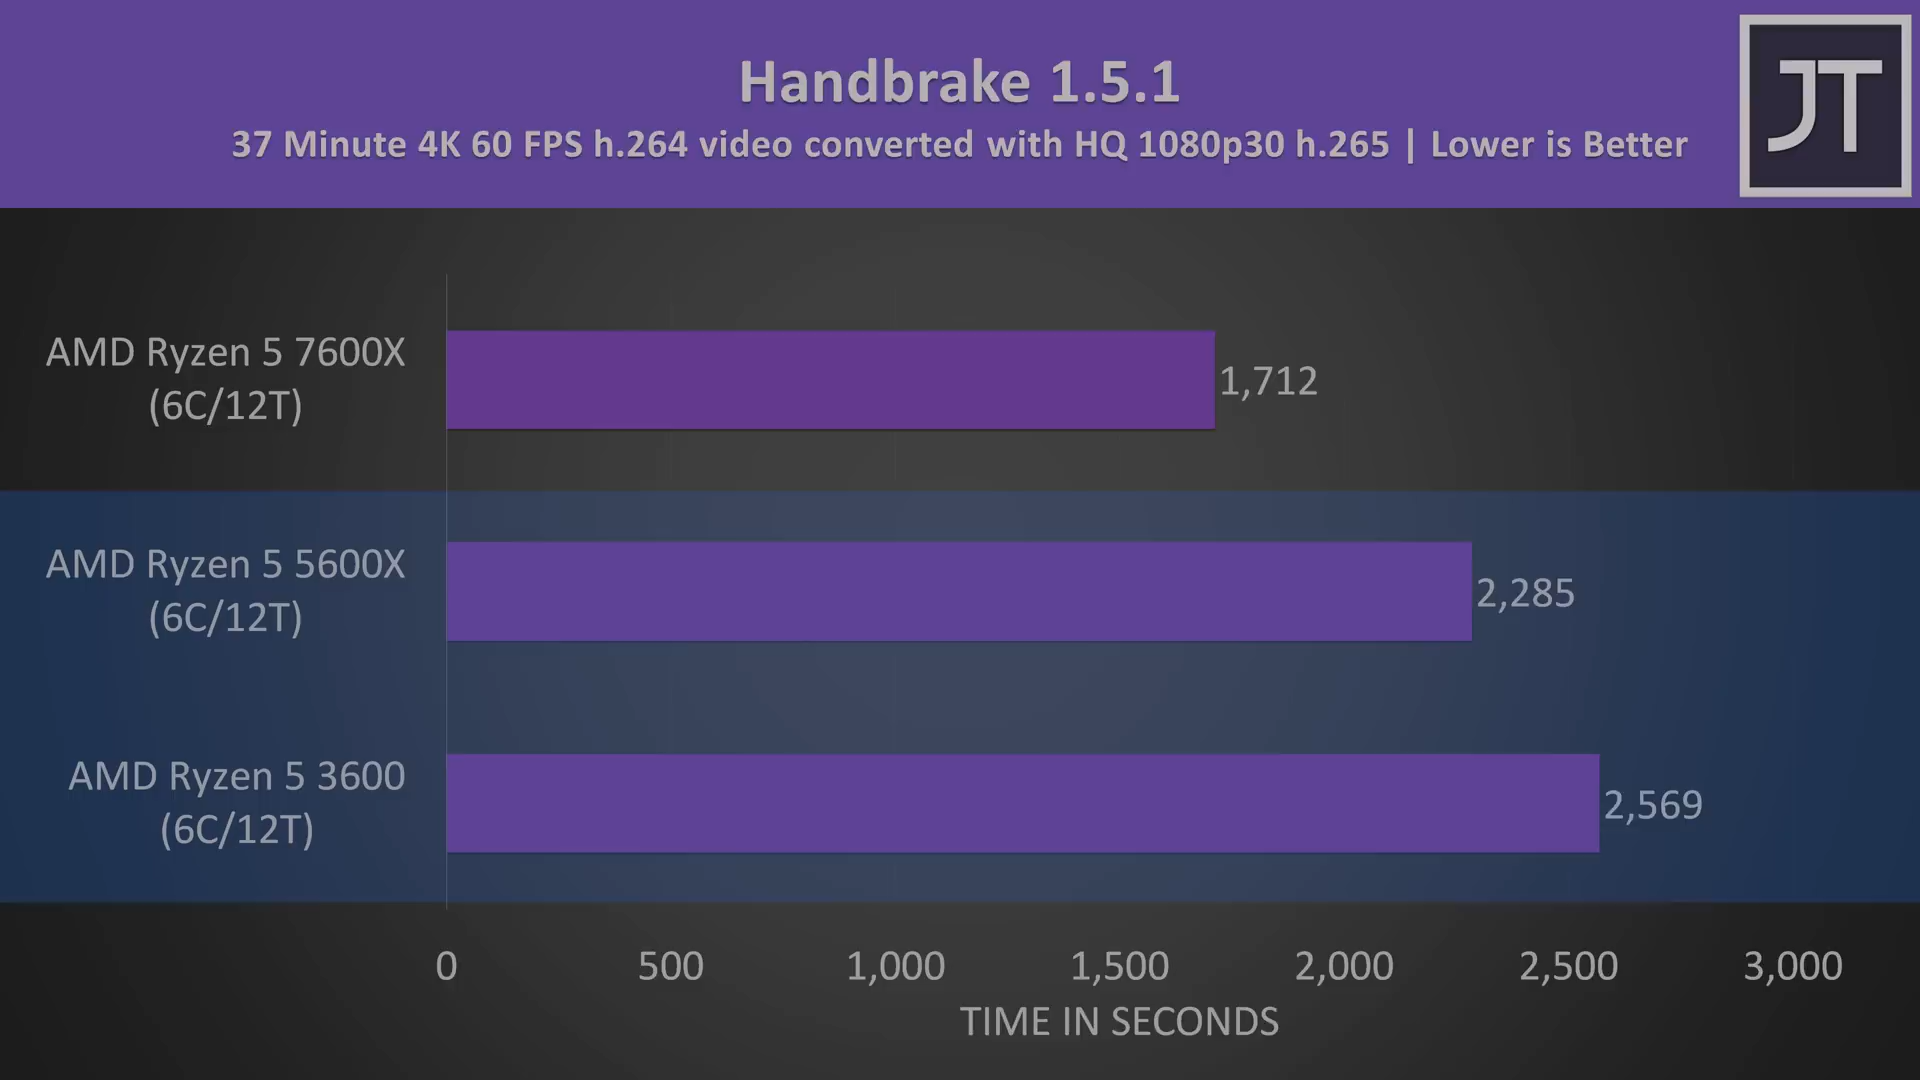 Handbrake 1.5.1
37 Minute 4K 60 FPS h.264 video converted with HQ 1080p30 h.265 | Lower is Better
JT
AMD Ryzen 5 7600X
(6C/12T)
1,712
AMD Ryzen 5 5600X
(6C/12T)
2,285
AMD Ryzen 5 3600
(6C/12T)
2,569
0 500 1,000 1,500 2,000 2,500 3,000
TIME IN SECONDS